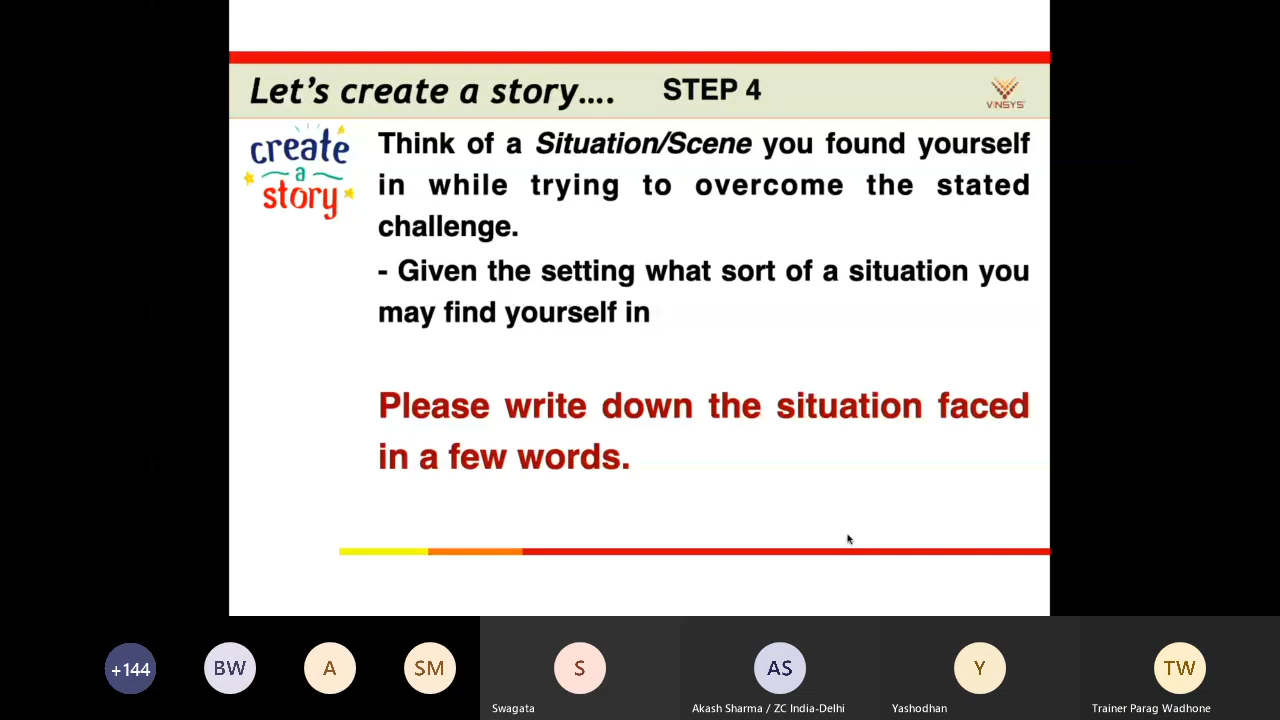 Let's create a story.... STEP 4
VINSYS
create
a
story
Think of a Situation/Scene you found yourself
in while trying to overcome the stated
challenge.
- Given the setting what sort of a situation you
may find yourself in
Please write down the situation faced
in a few words.
+144 BW A SM S AS Y TW
Swagata Akash Sharma / ZC India-Delhi Yashodhan Trainer Parag Wadhone